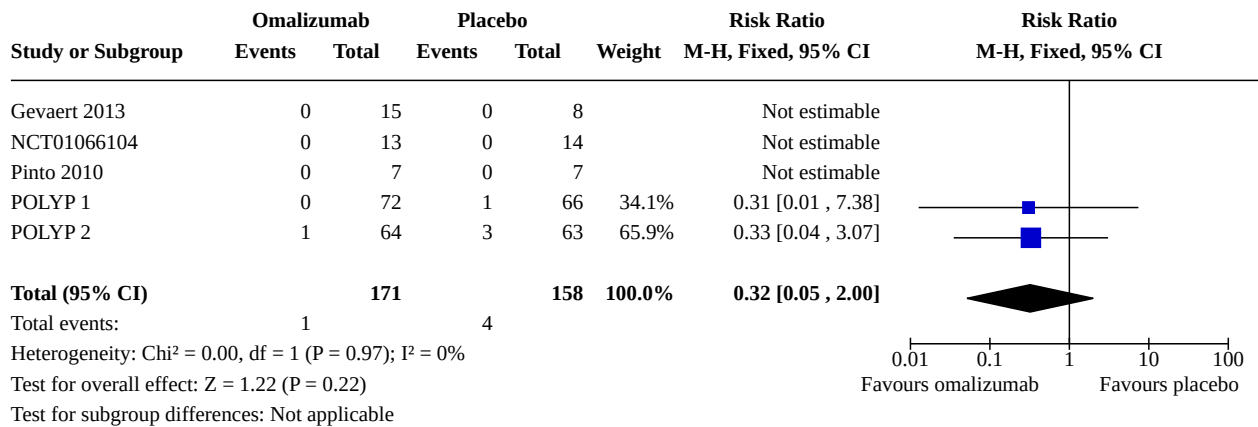 Omalizumab Placebo Risk Ratio Risk Ratio
Study or Subgroup Events Total Events Total Weight M-H, Fixed, 95% CI M-H, Fixed, 95% CI
Gevaert 2013 0 15 0 8 Not estimable
NCT01066104 0 13 0 14 Not estimable
Pinto 2010 0 7 0 7 Not estimable
POLYP 1 0 72 1 66 34.1% 0.31 [0.01 , 7.38]
POLYP 2 1 64 3 63 65.9% 0.33 [0.04 , 3.07]
Total (95% CI) 171 158 100.0% 0.32 [0.05 , 2.00]
Total events: 1 4
Heterogeneity: Chi² = 0.00, df = 1 (P = 0.97); I² = 0%
Test for overall effect: Z = 1.22 (P = 0.22)
Test for subgroup differences: Not applicable
0.01 0.1 1 10 100
Favours omalizumab Favours placebo